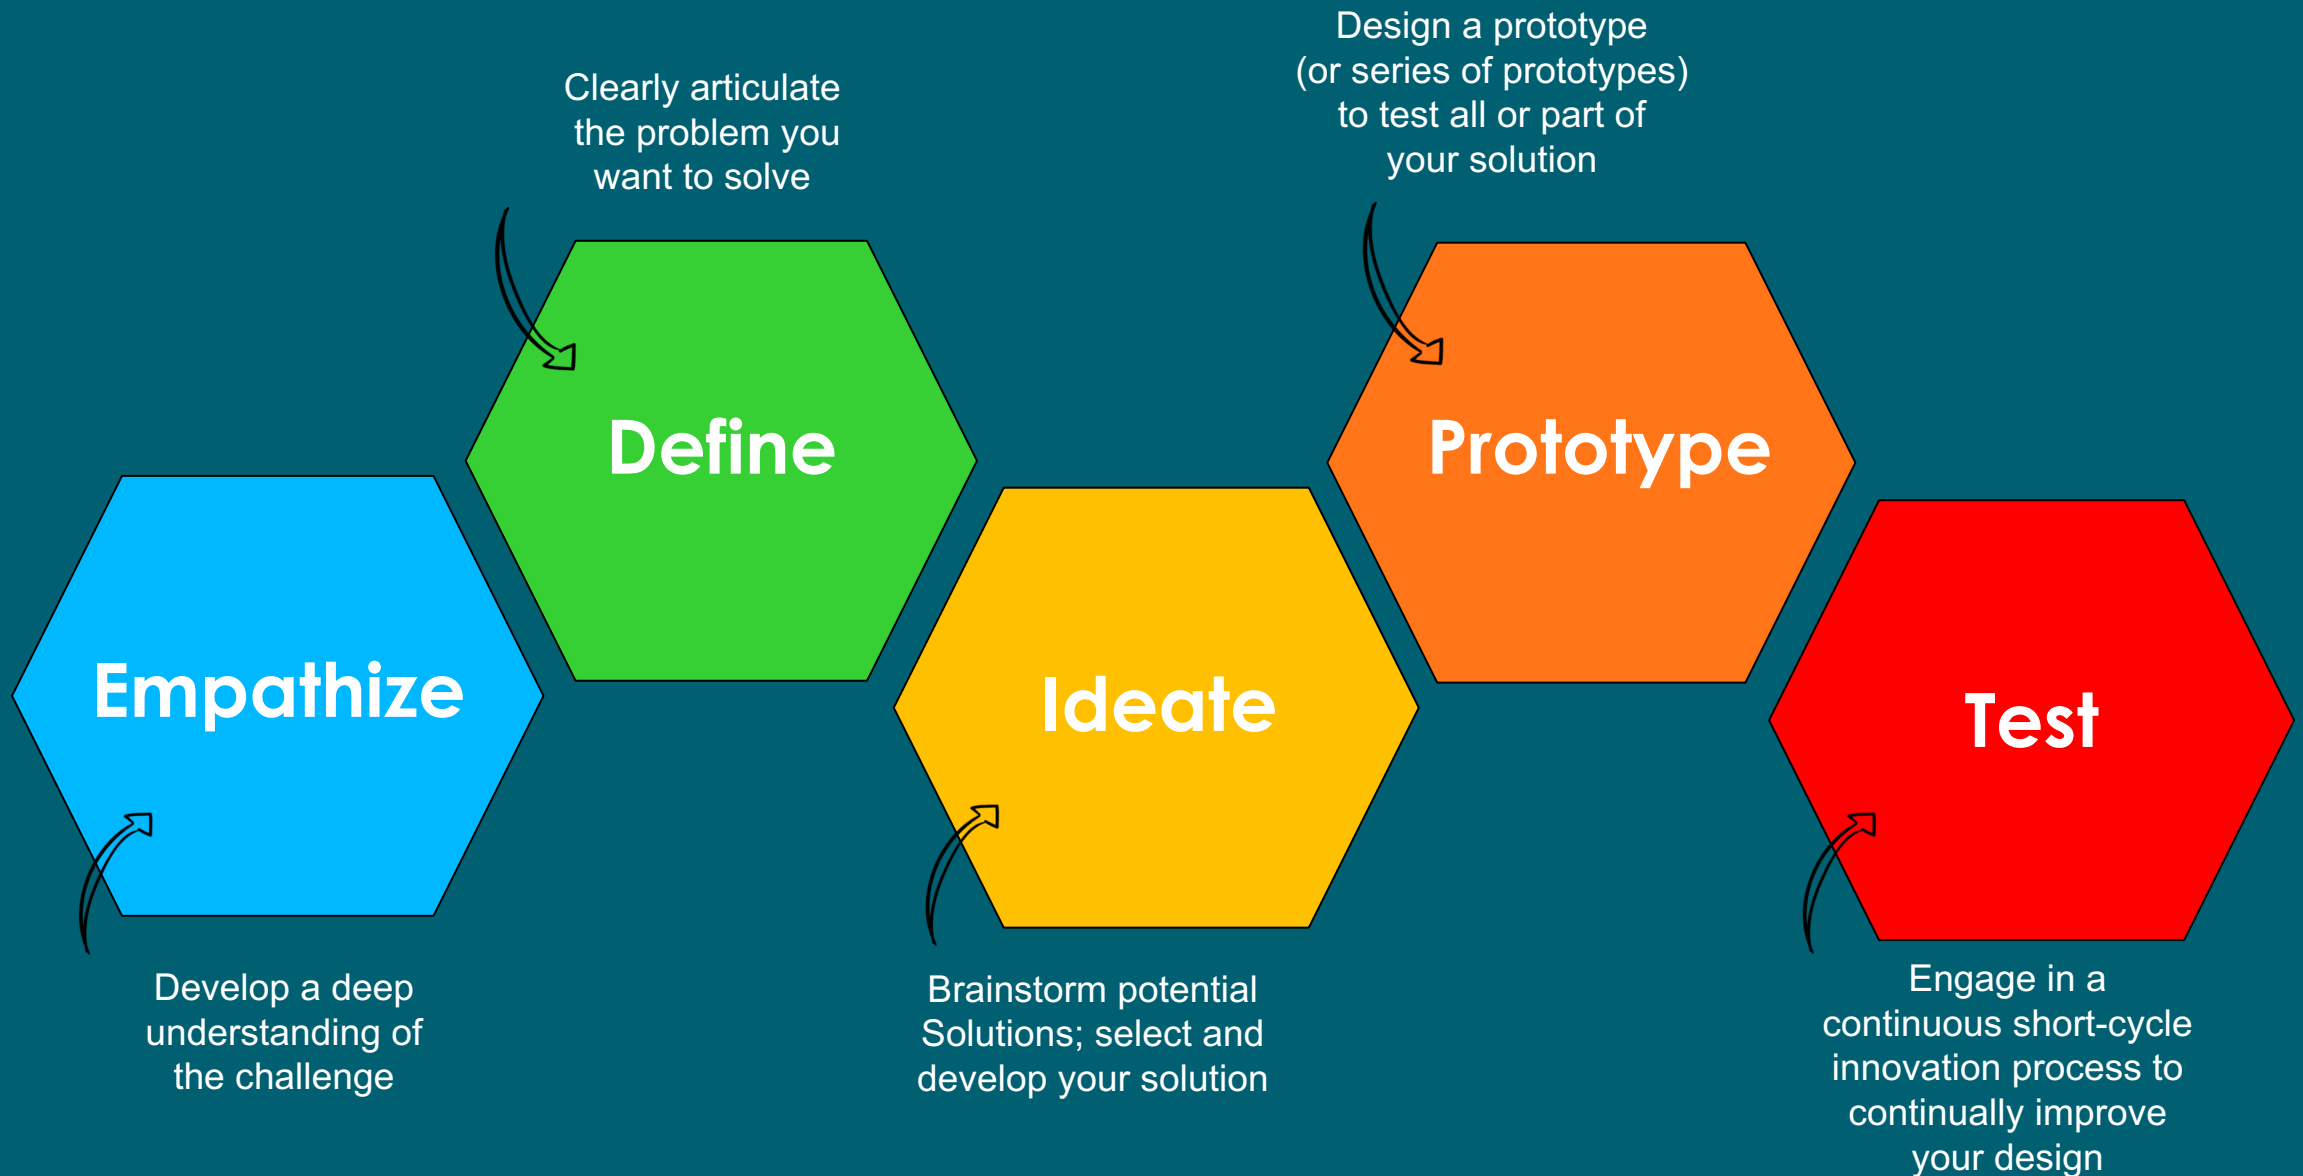 Empathize
Develop a deep
understanding of
the challenge
Clearly articulate
the problem you
want to solve
Define
Ideate
Brainstorm potential
Solutions; select and
develop your solution
Design a prototype
(or series of prototypes)
to test all or part of
your solution
Prototype
Test
Engage in a
continuous short-cycle
innovation process to
continually improve
your design